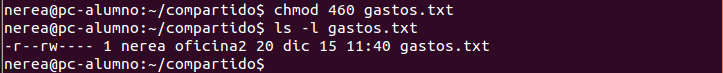 nerea@pc-alumno:~/compartido$ chmod 460 gastos.txt
nerea@pc-alumno:~/compartido$ ls -l gastos.txt
-r--rw---- 1 nerea oficina2 20 dic 15 11:40 gastos.txt
nerea@pc-alumno:~/compartido$